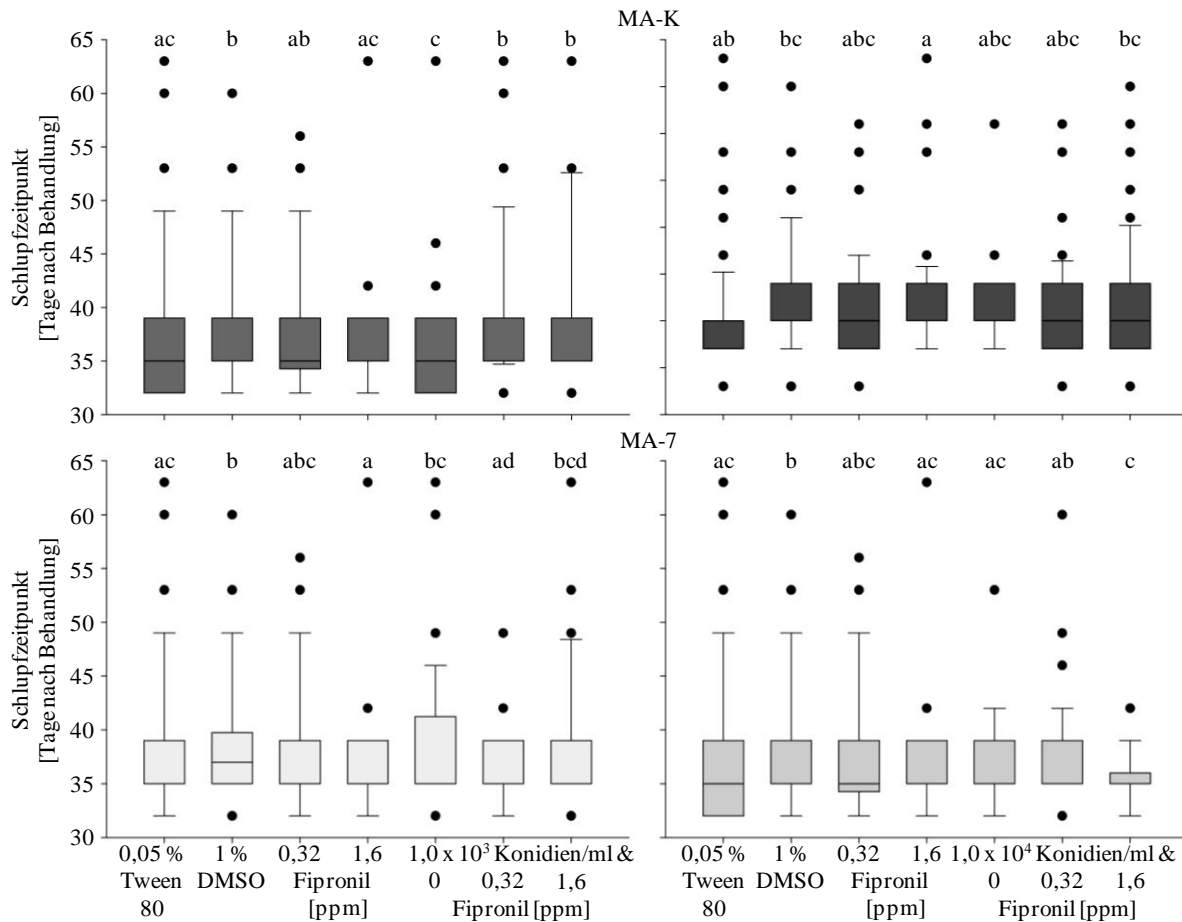 MA-K
65 ac b ab ac c b b ab bc abc a abc abc bc
60
55
50
45
40
35
30
Schlupfzeitpunkt
[Tage nach Behandlung]
MA-7
65 ac b abc a bc ad bcd ac b abc ac ac ab c
60
55
50
45
40
35
30
Schlupfzeitpunkt
[Tage nach Behandlung]
0,05 % 1 % 0,32 1,6 1,0 x 10³ Konidien/ml & 0,05 % 1 % 0,32 1,6 1,0 x 10⁴ Konidien/ml &
Tween DMSO Fipronil 0 0,32 1,6 Tween DMSO Fipronil 0 0,32 1,6
80 [ppm] Fipronil [ppm] 80 [ppm] Fipronil [ppm]